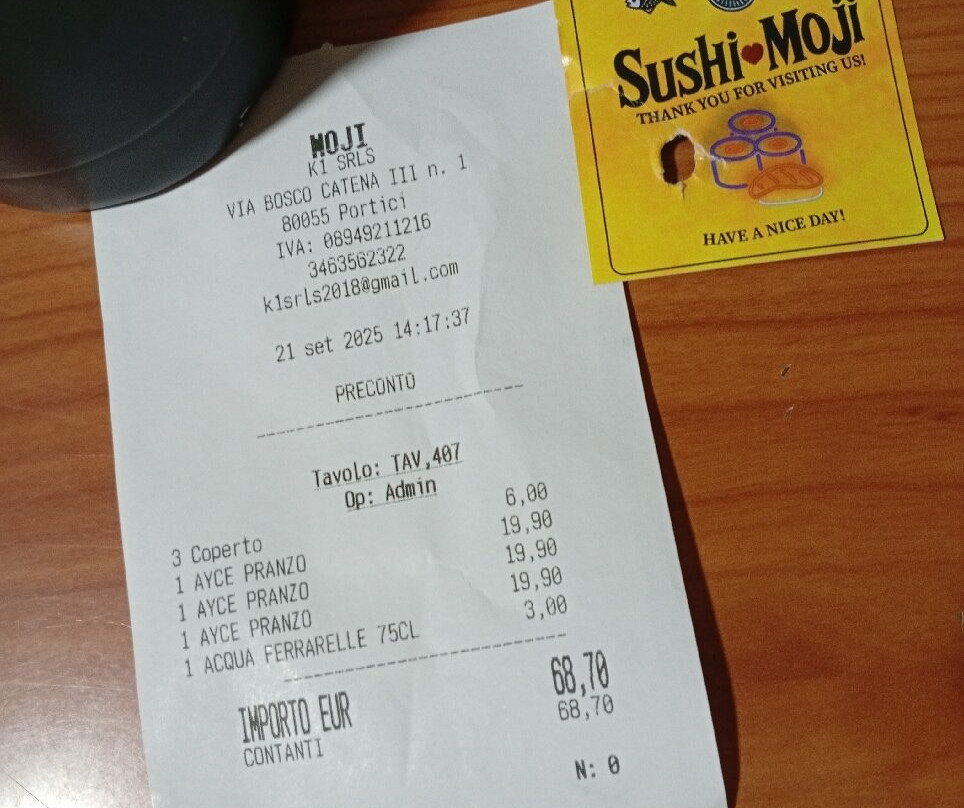 MOJI
K1 SRLS
VIA BOSCO CATENA III n. 1
80055 Portici
IVA: 08949211216
3463562322
k1srls2018@gmail.com
21 set 2025 14:17:37
PRECONTO
Tavolo: TAV,407
Op: Admin
3 Coperto 6,00
1 AYCE PRANZO 19,90
1 AYCE PRANZO 19,90
1 AYCE PRANZO 19,90
1 ACQUA FERRARELLE 75CL 3,00
IMPORTO EUR 68,70
CONTANTI 68,70
N: 0
SUSHI MOJI
THANK YOU FOR VISITING US!
HAVE A NICE DAY!